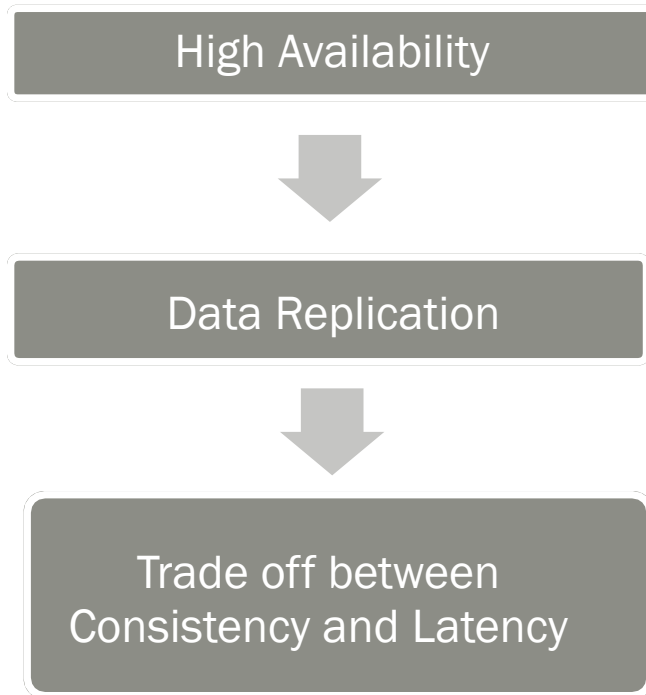 High Availability
Data Replication
Trade off between
Consistency and Latency